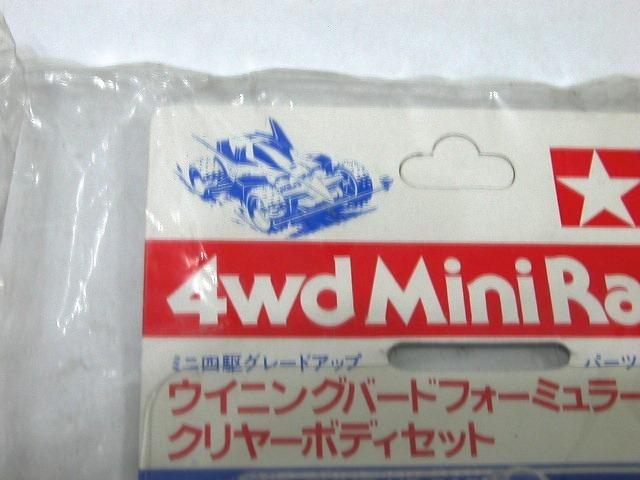 4wd Mini Ra
ミニ四駆グレードアップ パーツ
ウイニングバードフォーミュラー
クリヤーボディセット